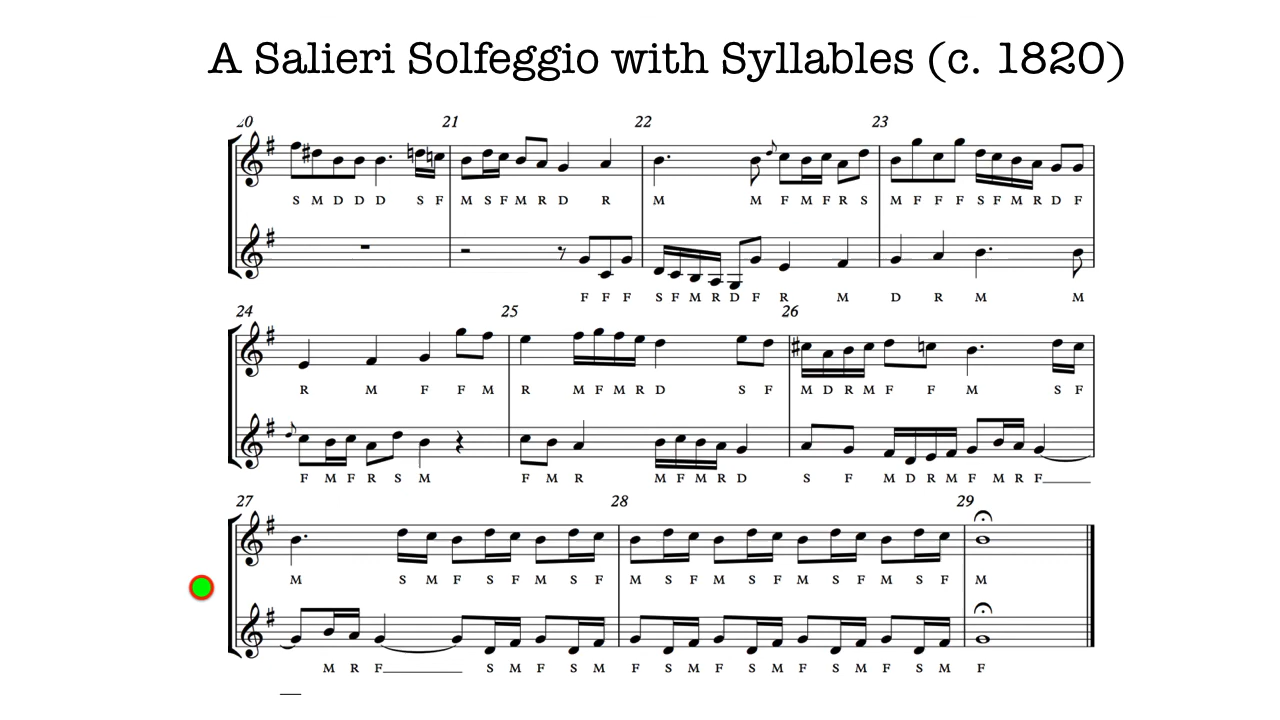 A Salieri Solfeggio with Syllables (c. 1820)
20 21 22 23
S M D D D S F M S F M R D R M M F M F R S M F F F S F M R D F
F F F S F M R D F R M D R M M
24 25 26
R M F F M R M F M R D S F M D R M F F M S F
F M F R S M F M R M F M R D S F M D R M F M R F
27 28 29
M S M F S F M S F M S F M S F M S F M S F M
M R F S M F S M F S M F S M F S M F S M F